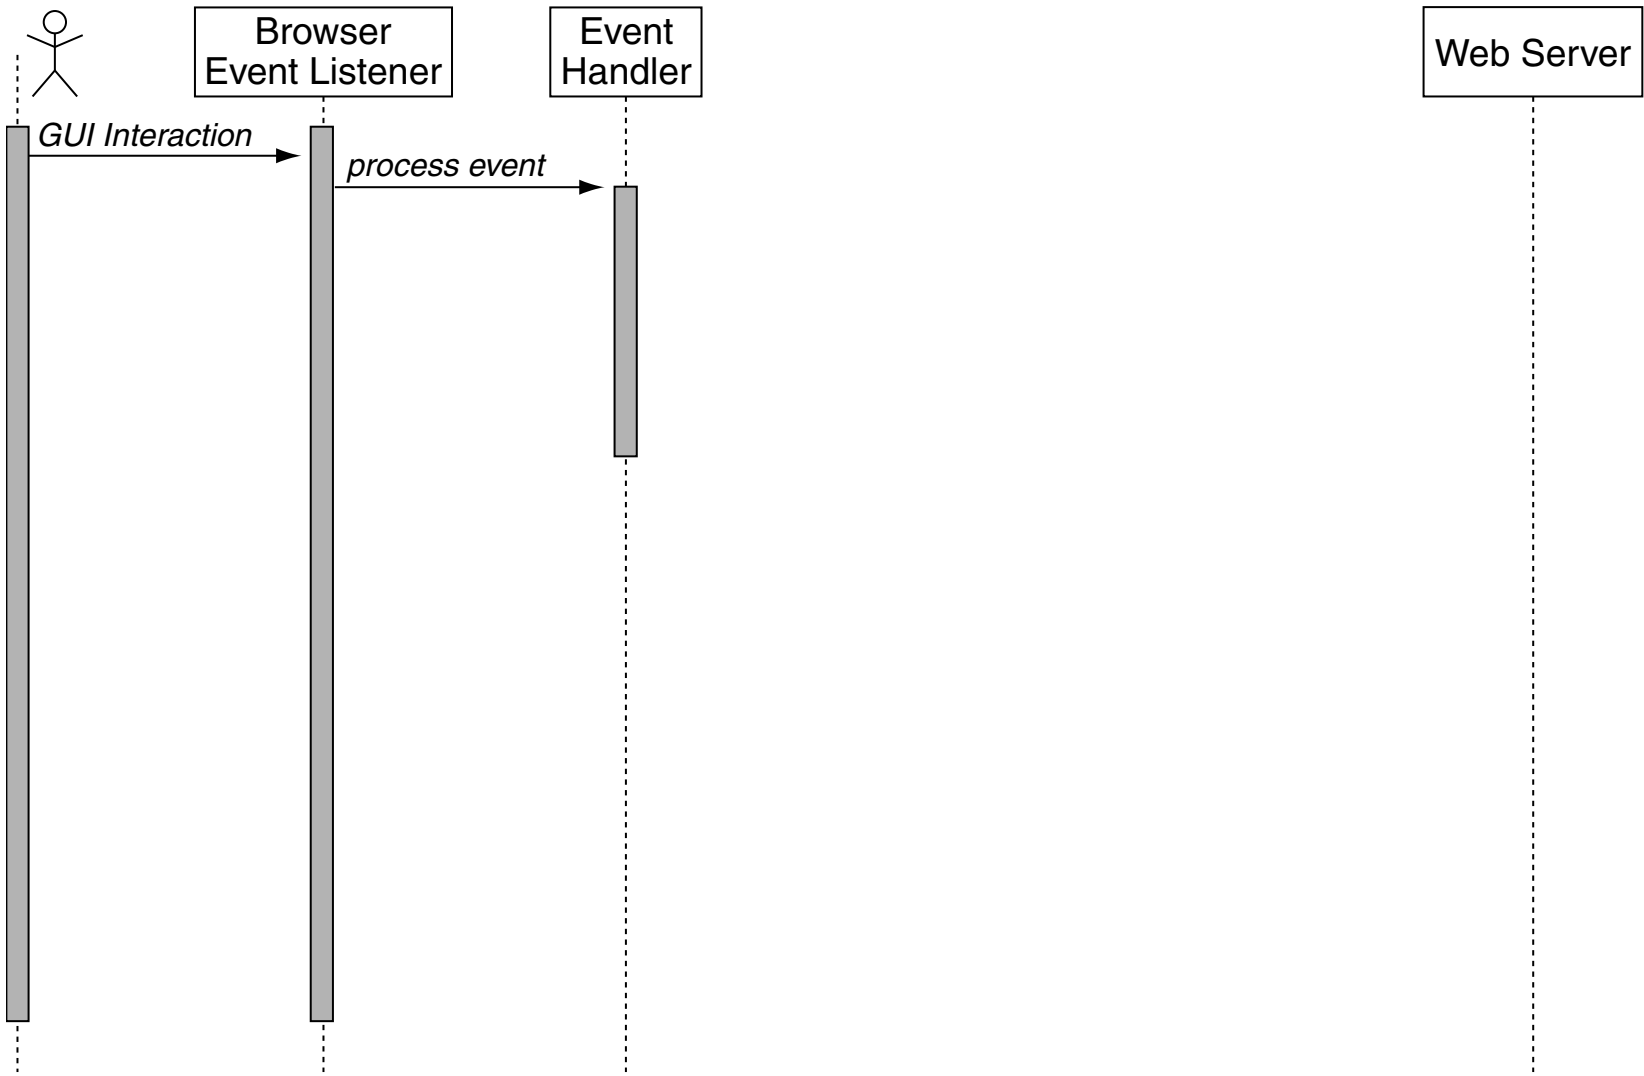 Browser
Event Listener
Event
Handler
Web Server
GUI Interaction
process event